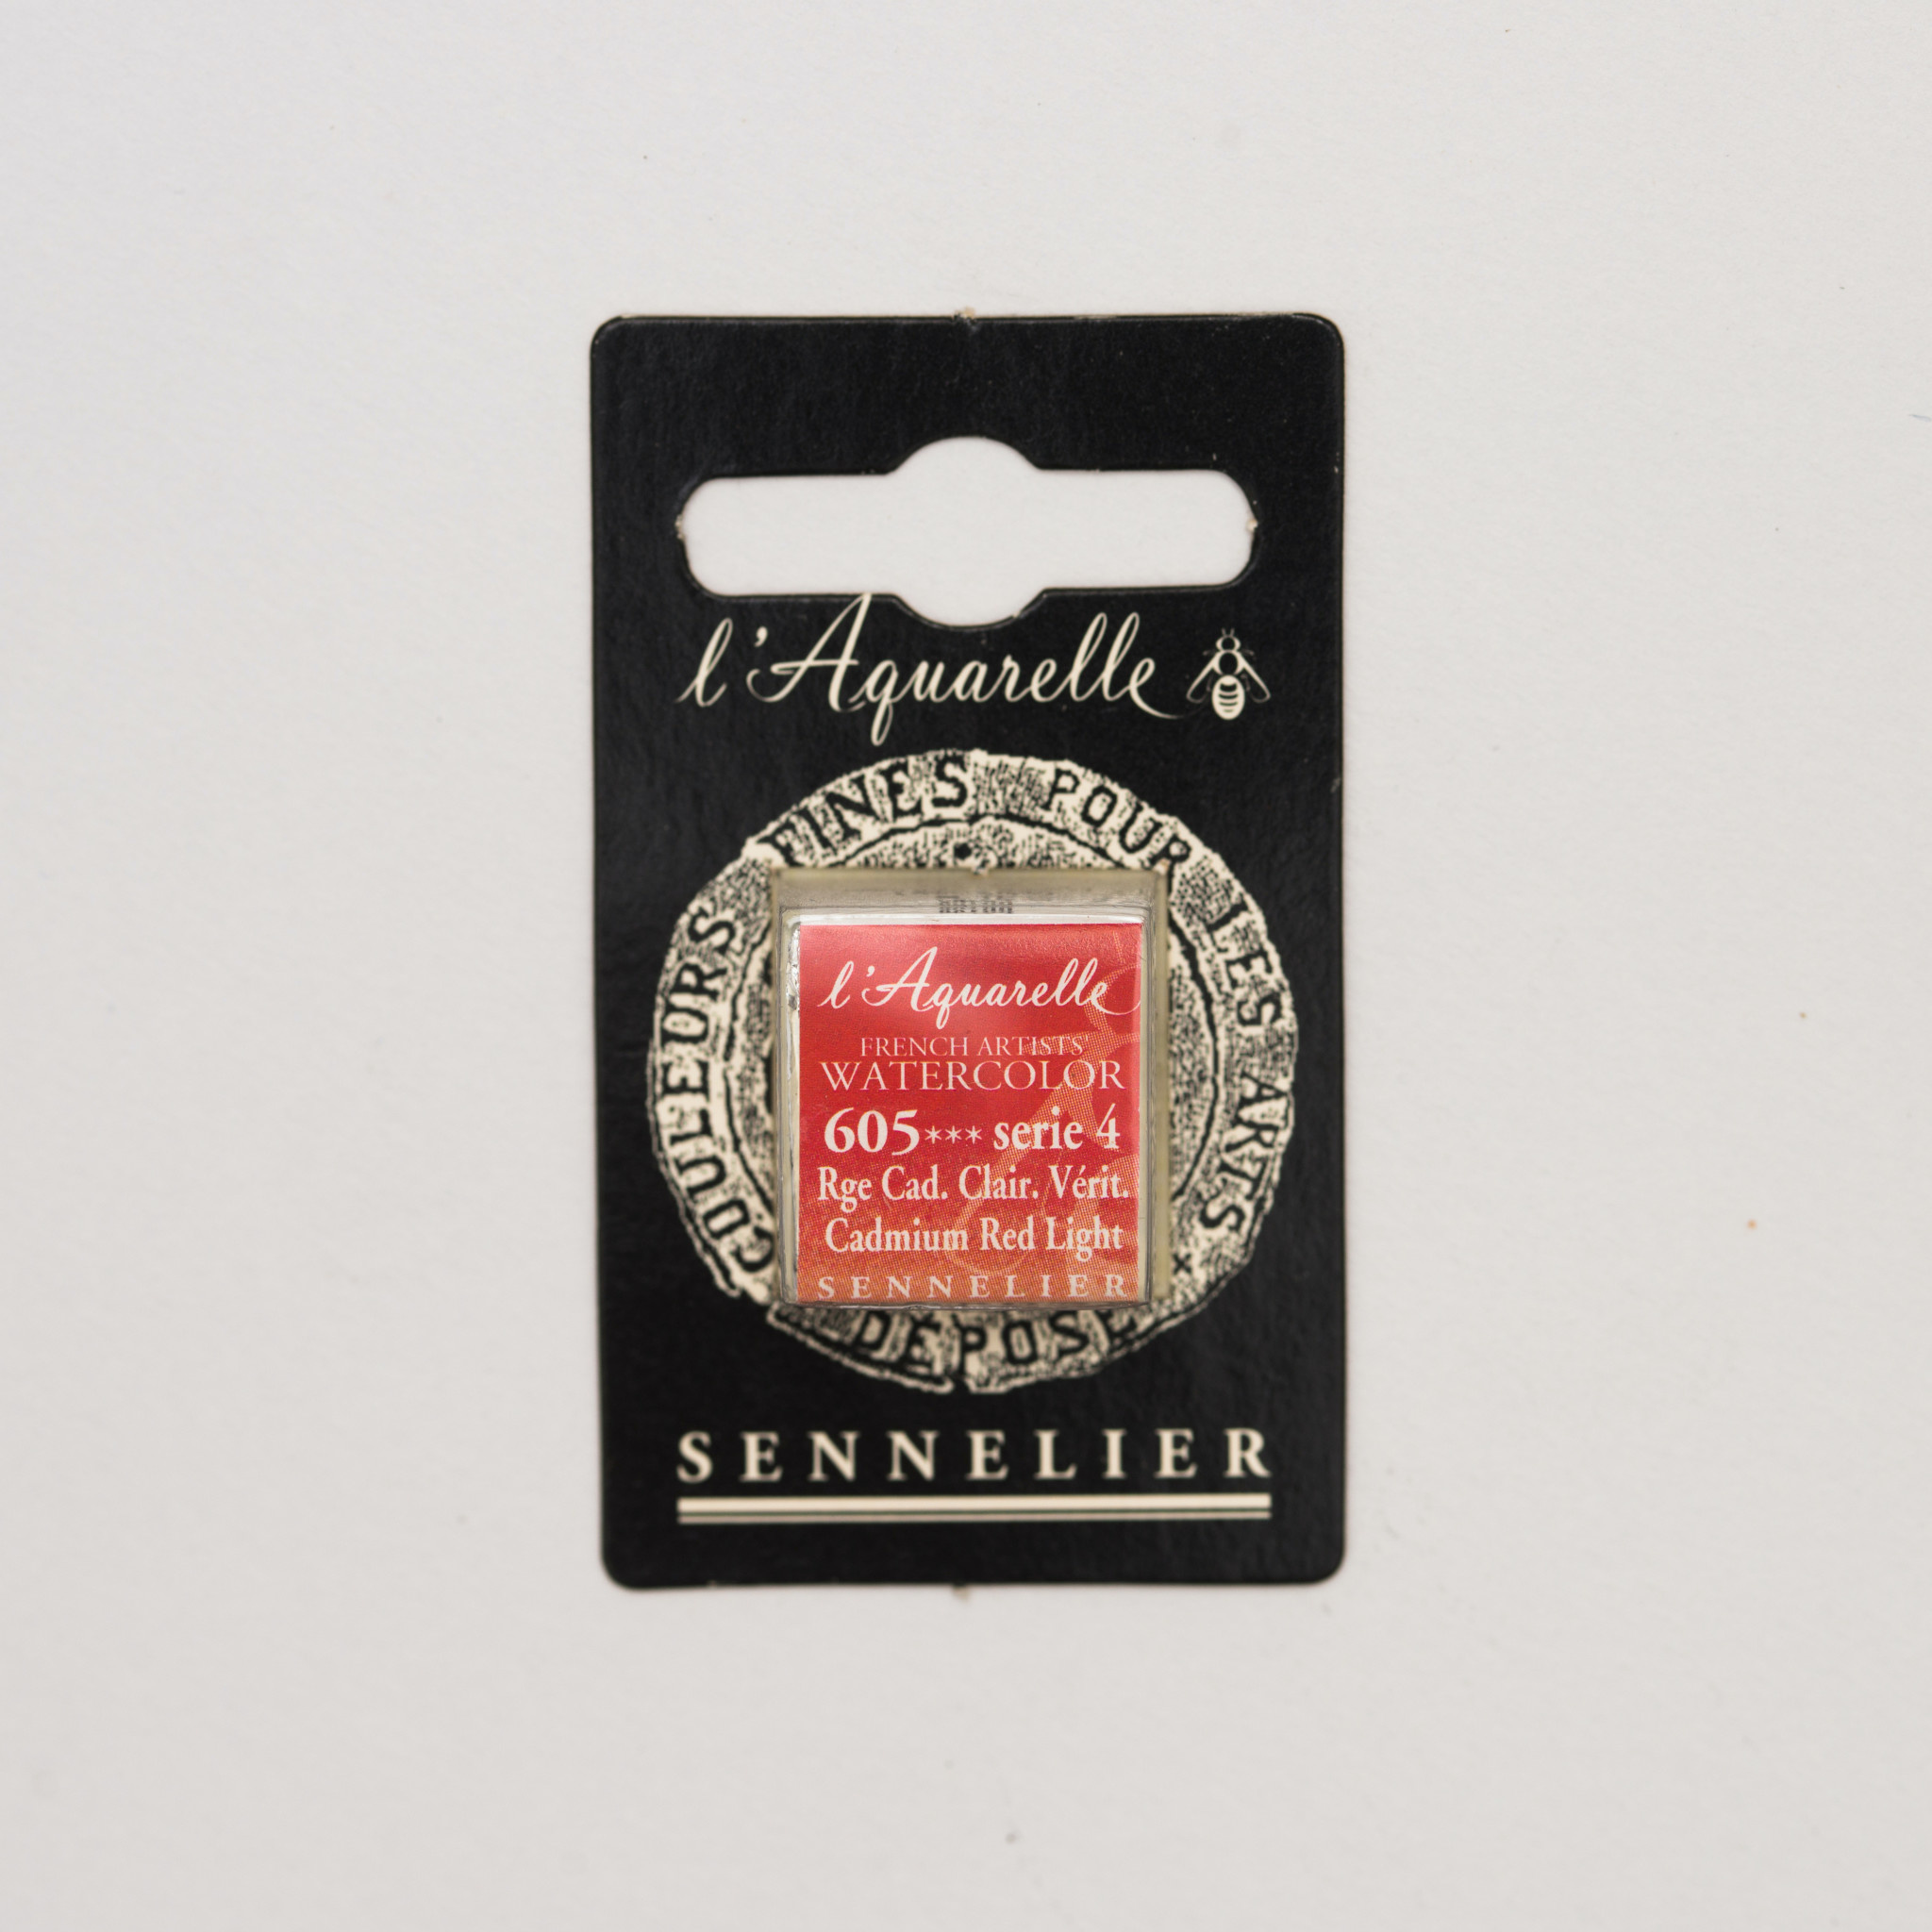 l'Aquarelle
COULEURS FINES POUR LES ARTS
l'Aquarelle
FRENCH ARTISTS'
WATERCOLOR
605*** serie 4
Rge Cad. Clair. Vérit.
Cadmium Red Light
SENNELIER
DÉPOSÉ
SENNELIER